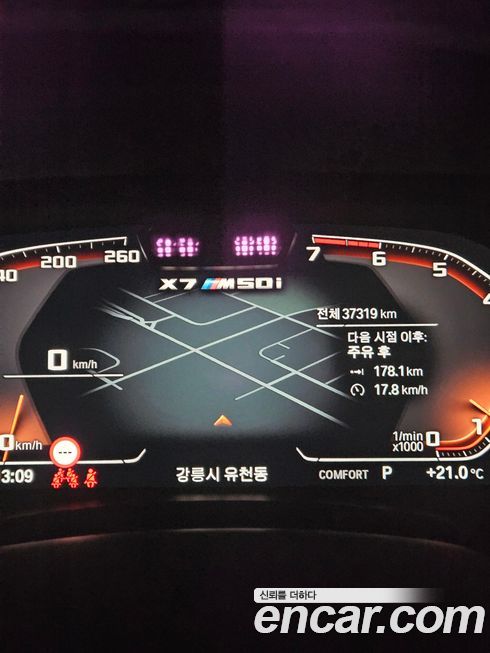 40 200 260
7 6 5 4
X7 M50i
전체 37319 km
다음 시점 이후:
주유 후
178.1 km
17.8 km/h
0 km/h
1/min
x1000
0 1
0 km/h
---
3:09
강릉시 유천동
COMFORT P +21.0 °C
신뢰를 더하다
encar.com